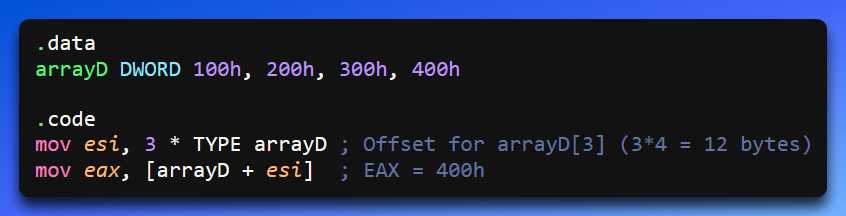 .data
arrayD DWORD 100h, 200h, 300h, 400h
.code
mov esi, 3 * TYPE arrayD ; Offset for arrayD[3] (3*4 = 12 bytes)
mov eax, [arrayD + esi]  ; EAX = 400h